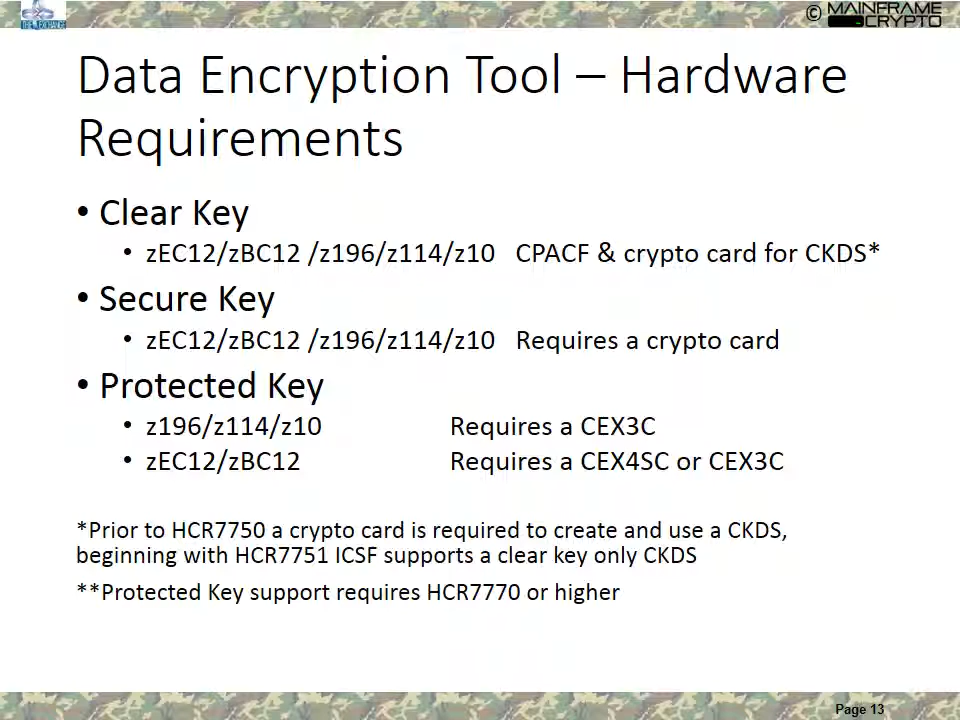 © MAINFRAME
CRYPTO
Data Encryption Tool – Hardware
Requirements
• Clear Key
• zEC12/zBC12 /z196/z114/z10 CPACF & crypto card for CKDS*
• Secure Key
• zEC12/zBC12 /z196/z114/z10 Requires a crypto card
• Protected Key
• z196/z114/z10 Requires a CEX3C
• zEC12/zBC12 Requires a CEX4SC or CEX3C
*Prior to HCR7750 a crypto card is required to create and use a CKDS,
beginning with HCR7751 ICSF supports a clear key only CKDS
**Protected Key support requires HCR7770 or higher
Page 13